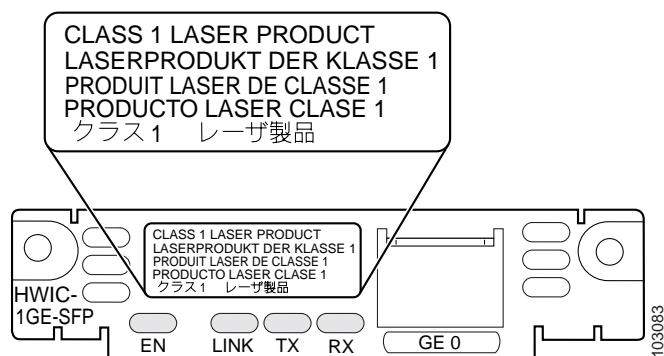 CLASS 1 LASER PRODUCT
LASERPRODUKT DER KLASSE 1
PRODUIT LASER DE CLASSE 1
PRODUCTO LASER CLASE 1
クラス 1 レーザ製品
CLASS 1 LASER PRODUCT
LASERPRODUKT DER KLASSE 1
PRODUIT LASER DE CLASSE 1
PRODUCTO LASER CLASE 1
クラス 1 レーザ製品
HWIC-
1GE-SFP
EN LINK TX RX GE 0
103083